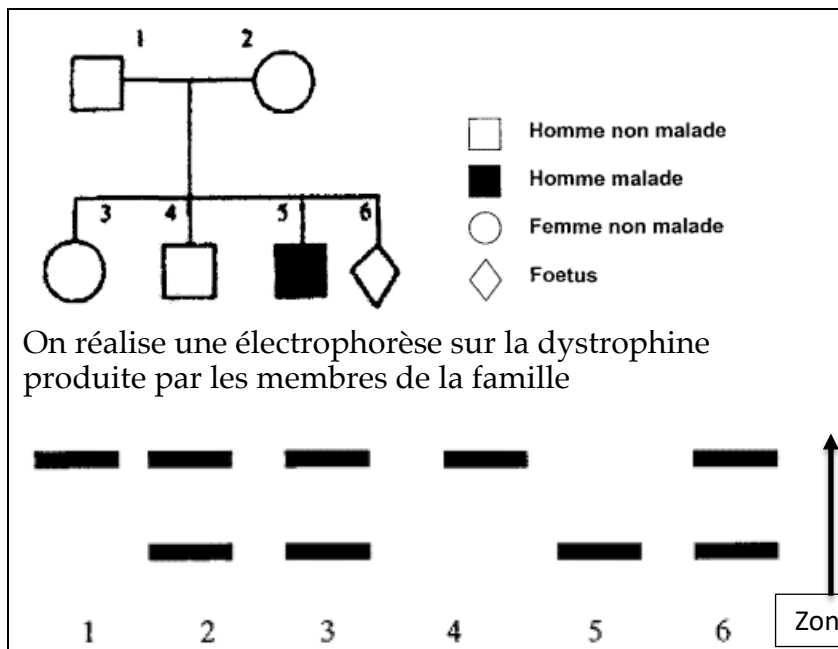 1 2
Homme non malade
Homme malade
Femme non malade
Foetus
3 4 5 6
On réalise une électrophorèse sur la dystrophine
produite par les membres de la famille
1 2 3 4 5 6
Zon